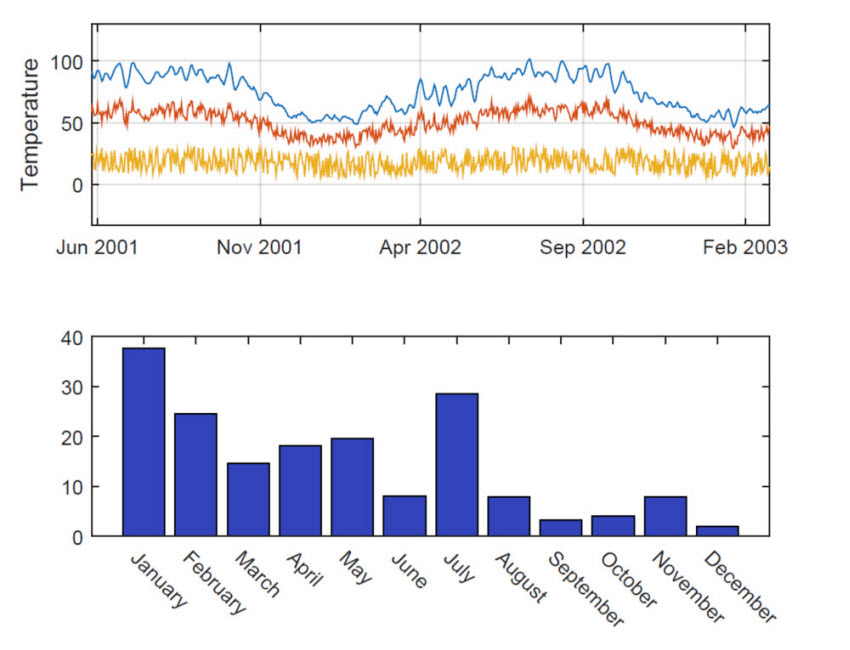 Temperature
100
50
0
Jun 2001 Nov 2001 Apr 2002 Sep 2002 Feb 2003
40
30
20
10
0
January February March April May June July August September October November December